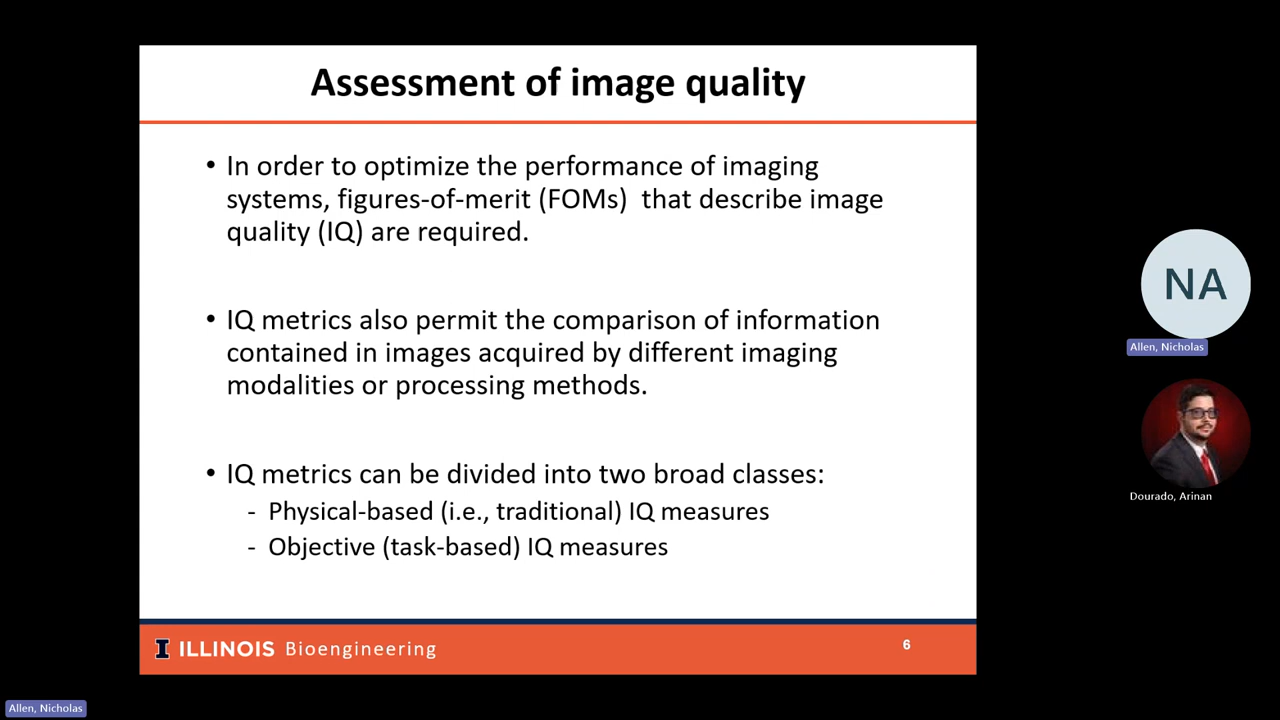 Assessment of image quality
• In order to optimize the performance of imaging
systems, figures-of-merit (FOMs)  that describe image
quality (IQ) are required.
• IQ metrics also permit the comparison of information
contained in images acquired by different imaging
modalities or processing methods.
• IQ metrics can be divided into two broad classes:
- Physical-based (i.e., traditional) IQ measures
- Objective (task-based) IQ measures
I ILLINOIS Bioengineering
6
NA
Allen, Nicholas
Dourado, Arinan
Allen, Nicholas